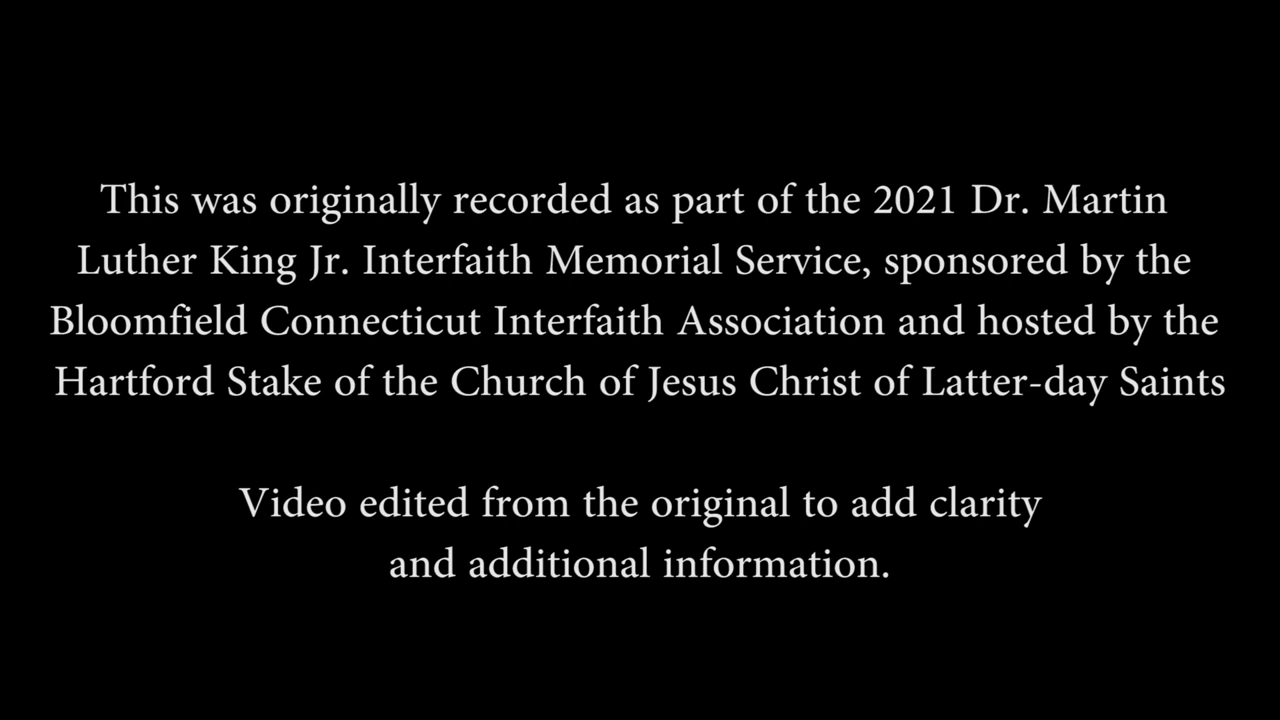 This was originally recorded as part of the 2021 Dr. Martin
Luther King Jr. Interfaith Memorial Service, sponsored by the
Bloomfield Connecticut Interfaith Association and hosted by the
Hartford Stake of the Church of Jesus Christ of Latter-day Saints
Video edited from the original to add clarity
and additional information.